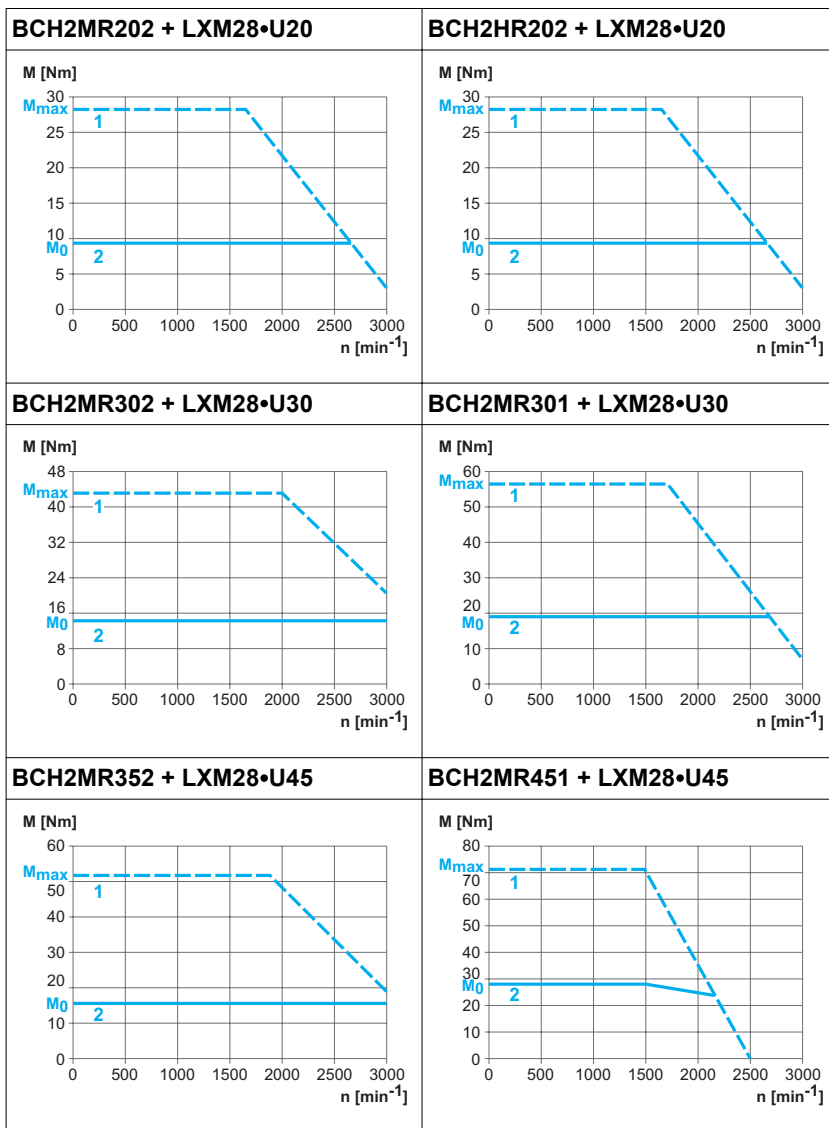 BCH2MR202 + LXM28•U20
M [Nm]
30
Mmax
1
25
20
15
10
M0
2
5
0
0 500 1000 1500 2000 2500 3000
n [min-1]
BCH2HR202 + LXM28•U20
M [Nm]
30
Mmax
1
25
20
15
10
M0
2
5
0
0 500 1000 1500 2000 2500 3000
n [min-1]
BCH2MR302 + LXM28•U30
M [Nm]
48
Mmax
40
1
32
24
16
M0
2
8
0
0 500 1000 1500 2000 2500 3000
n [min-1]
BCH2MR301 + LXM28•U30
M [Nm]
60
Mmax
1
50
40
30
20
M0
2
10
0
0 500 1000 1500 2000 2500 3000
n [min-1]
BCH2MR352 + LXM28•U45
M [Nm]
60
Mmax
50
1
40
30
20
M0
2
10
0
0 500 1000 1500 2000 2500 3000
n [min-1]
BCH2MR451 + LXM28•U45
M [Nm]
80
Mmax
70
1
60
50
40
30
M0
2
20
10
0
0 500 1000 1500 2000 2500 3000
n [min-1]